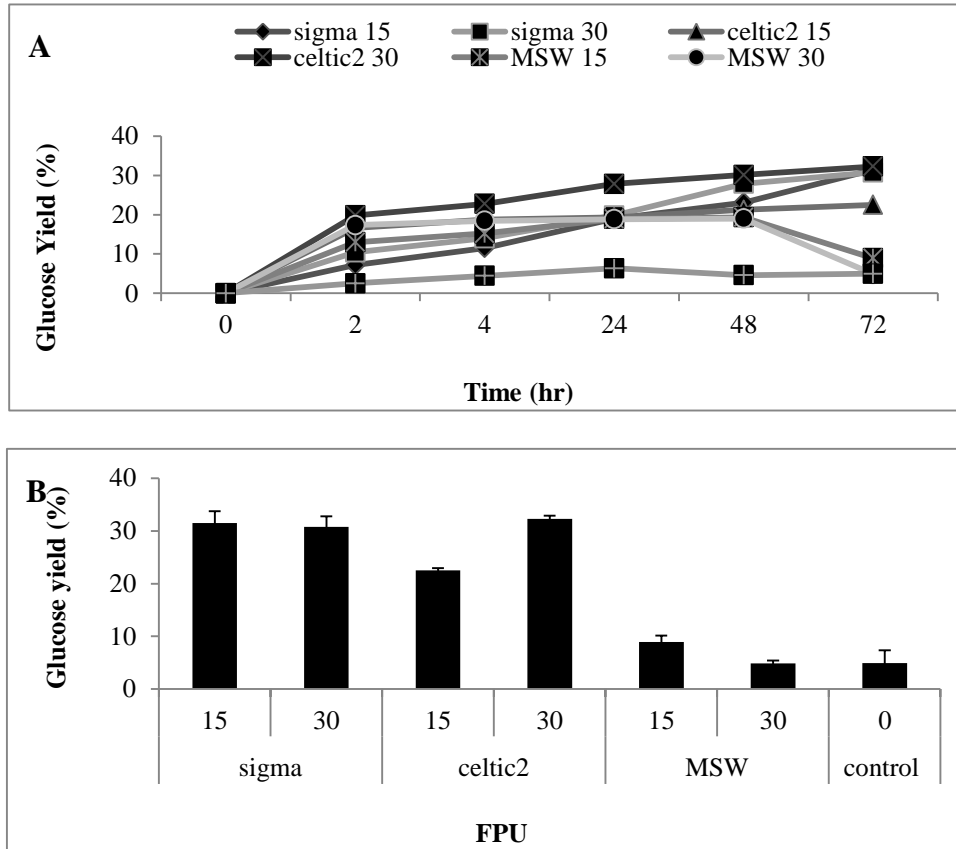 A
sigma 15 sigma 30 celtic2 15
celtic2 30 MSW 15 MSW 30
Glucose Yield (%)
40
30
20
10
0
0 2 4 24 48 72
Time (hr)
B
Glucose yield (%)
40
30
20
10
0
15 30 15 30 15 30 0
sigma celtic2 MSW control
FPU